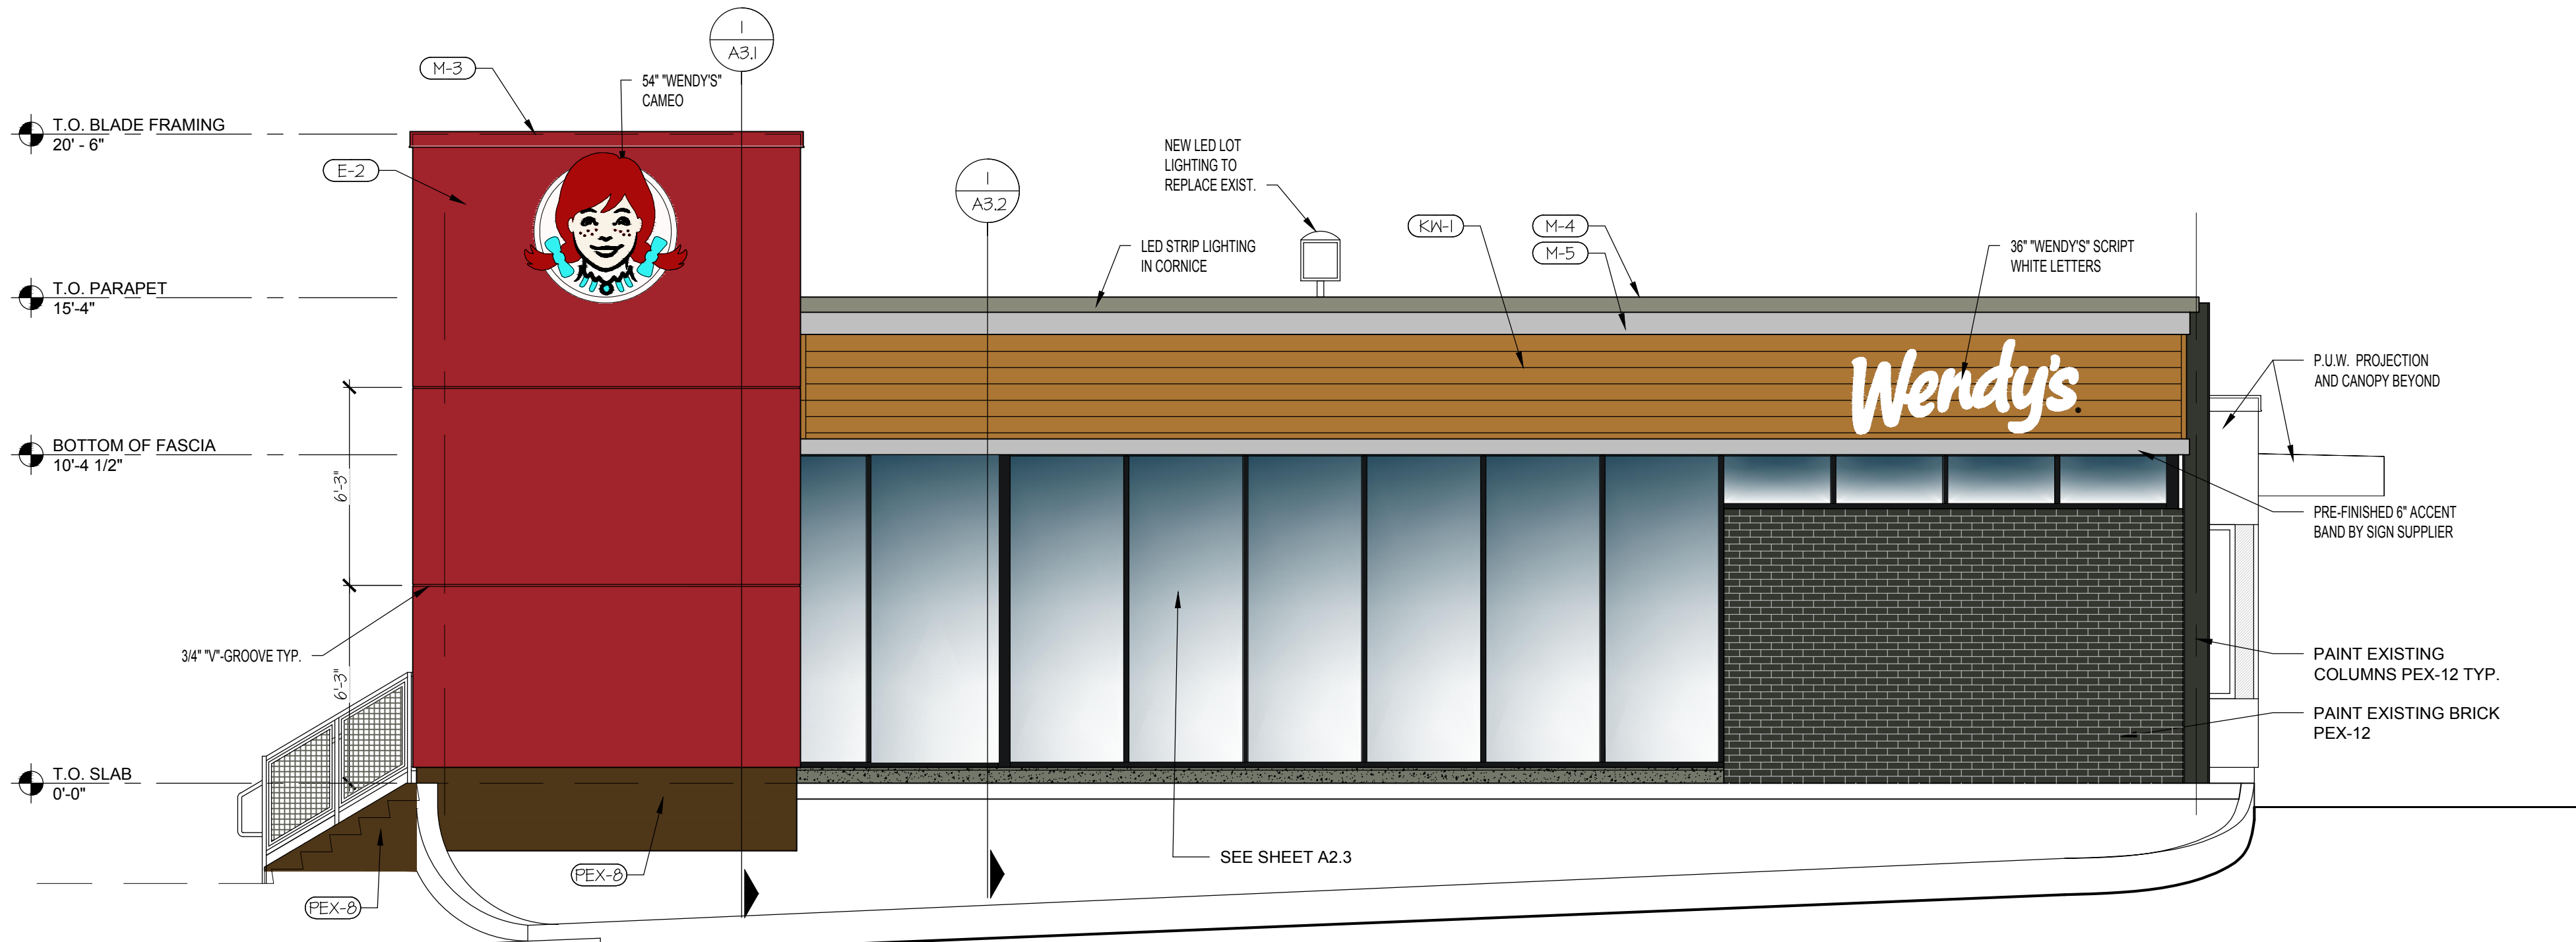 1
A3.1
M-3
54" "WENDY'S"
CAMEO
T.O. BLADE FRAMING
20' - 6"
E-2
NEW LED LOT
LIGHTING TO
REPLACE EXIST.
1
A3.2
KW-1
M-4
M-5
LED STRIP LIGHTING
IN CORNICE
36" "WENDY'S" SCRIPT
WHITE LETTERS
T.O. PARAPET
15'-4"
Wendy's
P.U.W. PROJECTION
AND CANOPY BEYOND
BOTTOM OF FASCIA
10'-4 1/2"
6'-3"
PRE-FINISHED 6" ACCENT
BAND BY SIGN SUPPLIER
3/4" "V"-GROOVE TYP.
6'-3"
PAINT EXISTING
COLUMNS PEX-12 TYP.
PAINT EXISTING BRICK
PEX-12
T.O. SLAB
0'-0"
SEE SHEET A2.3
PEX-8
PEX-8